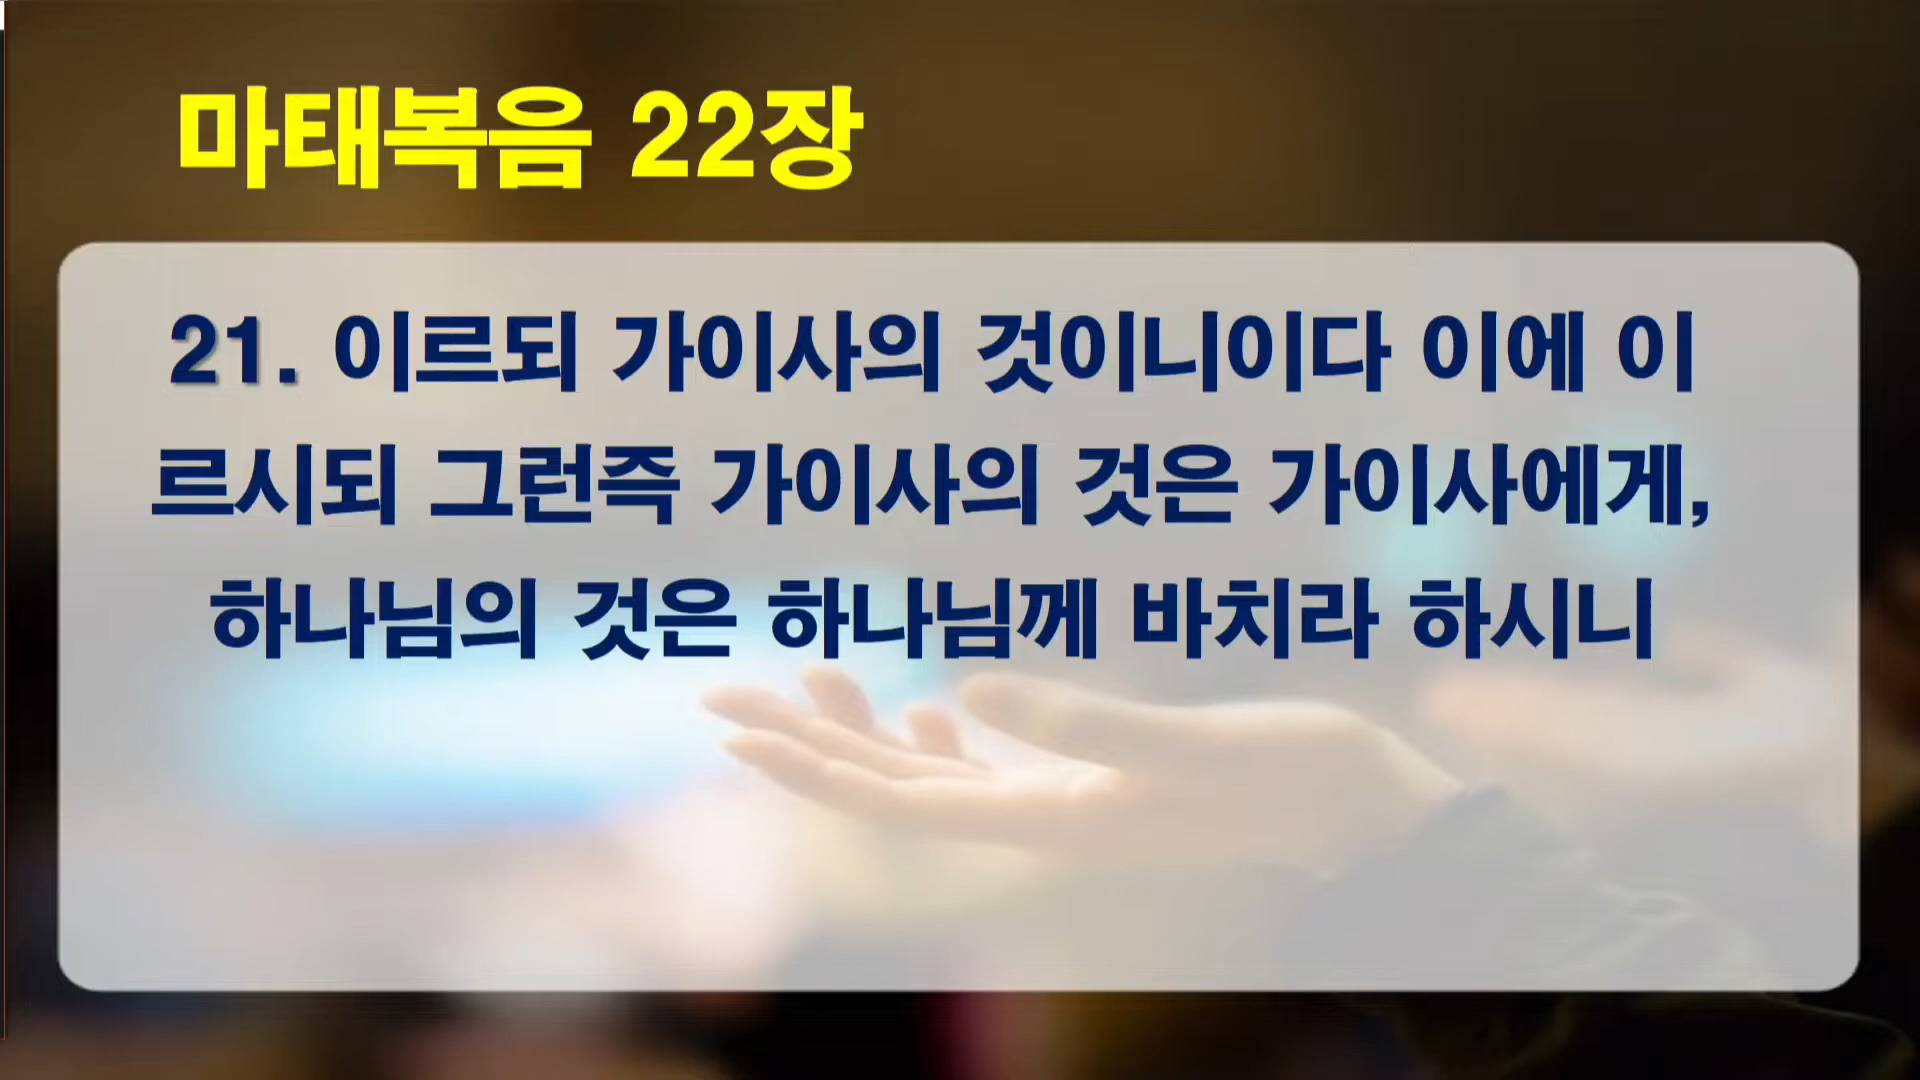 마태복음 22장
21. 이르되 가이사의 것이니이다 이에 이
르시되 그런즉 가이사의 것은 가이사에게,
하나님의 것은 하나님께 바치라 하시니